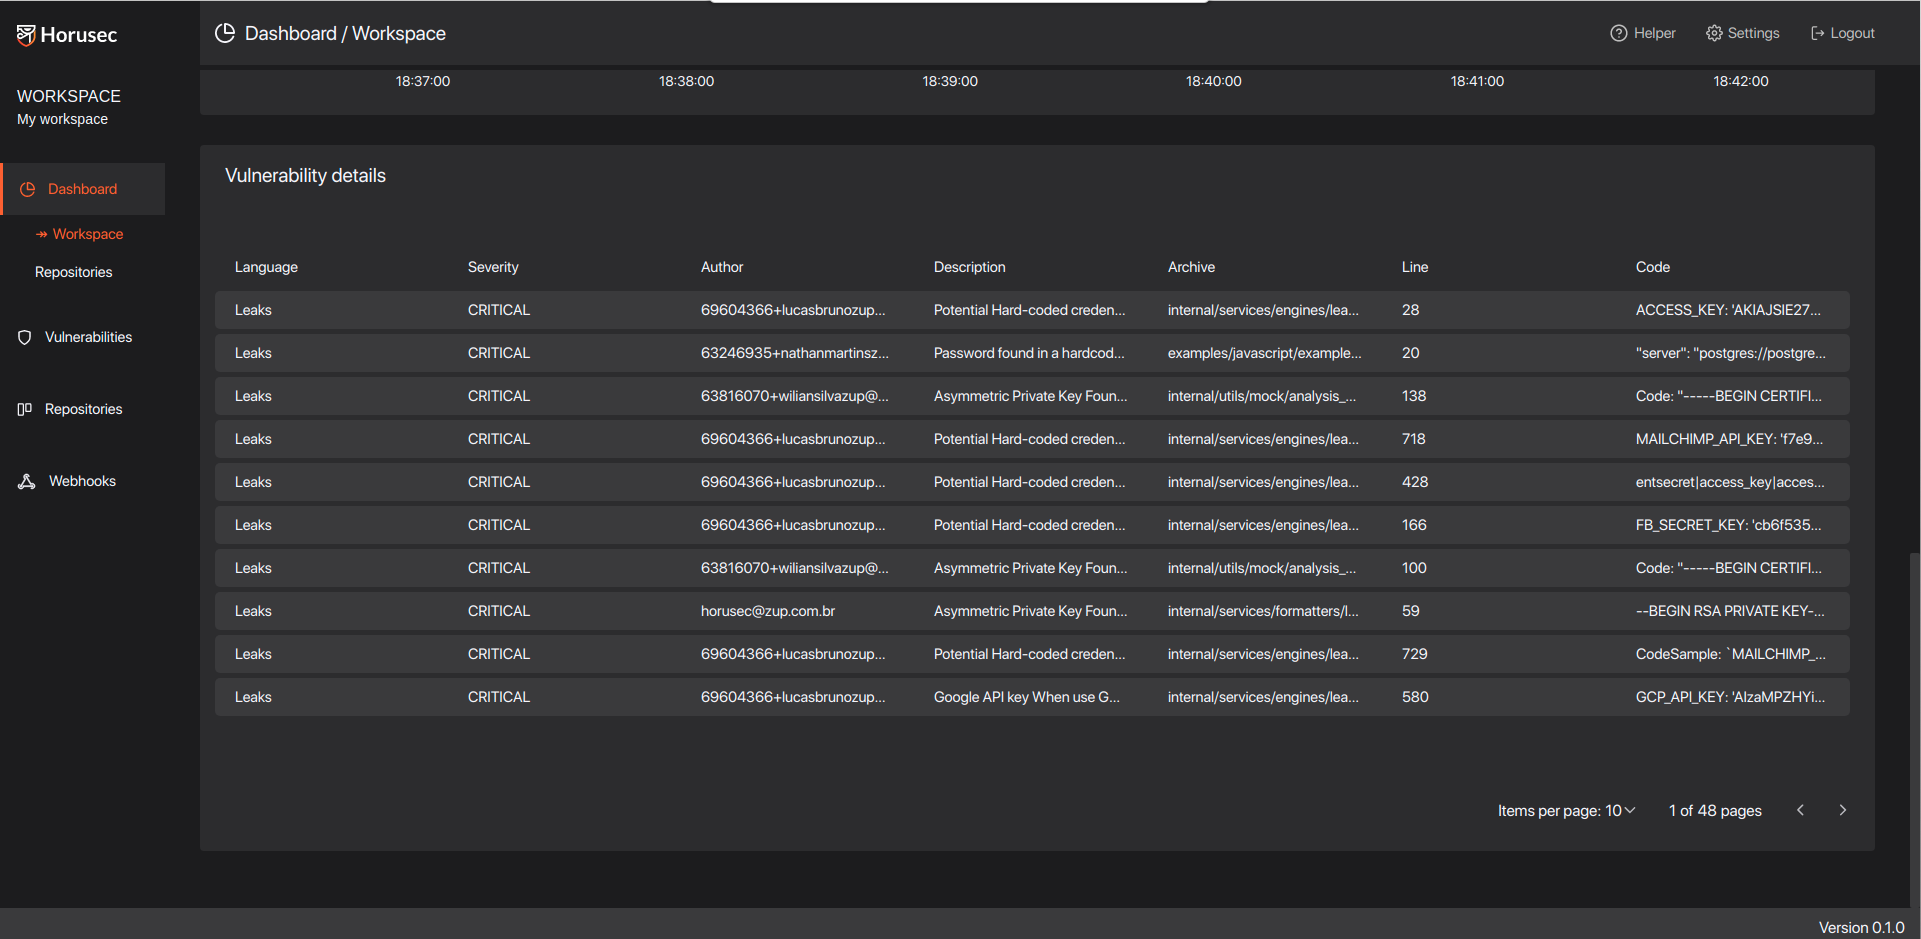 Horusec
Dashboard / Workspace
Helper
Settings
Logout
WORKSPACE
My workspace
Dashboard
Workspace
Repositories
Vulnerabilities
Repositories
Webhooks
18:37:00 18:38:00 18:39:00 18:40:00 18:41:00 18:42:00
Vulnerability details
Language Severity Author Description Archive Line Code
Leaks CRITICAL 69604366+lucasbrunozup... Potential Hard-coded creden... internal/services/engines/lea... 28 ACCESS_KEY: 'AKIAJSIE27...
Leaks CRITICAL 63246935+nathanmartinsz... Password found in a hardcod... examples/javascript/example... 20 "server": "postgres://postgre...
Leaks CRITICAL 63816070+wiliansilvazup@... Asymmetric Private Key Foun... internal/utils/mock/analysis_... 138 Code: "-----BEGIN CERTIFI...
Leaks CRITICAL 69604366+lucasbrunozup... Potential Hard-coded creden... internal/services/engines/lea... 718 MAILCHIMP_API_KEY: 'f7e9...
Leaks CRITICAL 69604366+lucasbrunozup... Potential Hard-coded creden... internal/services/engines/lea... 428 entsecret|access_key|acces...
Leaks CRITICAL 69604366+lucasbrunozup... Potential Hard-coded creden... internal/services/engines/lea... 166 FB_SECRET_KEY: 'cb6f535...
Leaks CRITICAL 63816070+wiliansilvazup@... Asymmetric Private Key Foun... internal/utils/mock/analysis_... 100 Code: "-----BEGIN CERTIFI...
Leaks CRITICAL horusec@zup.com.br Asymmetric Private Key Foun... internal/services/formatters/l... 59 --BEGIN RSA PRIVATE KEY-...
Leaks CRITICAL 69604366+lucasbrunozup... Potential Hard-coded creden... internal/services/engines/lea... 729 CodeSample: `MAILCHIMP_...
Leaks CRITICAL 69604366+lucasbrunozup... Google API key When use G... internal/services/engines/lea... 580 GCP_API_KEY: 'AIzaMPZHYi...
Items per page: 10 1 of 48 pages
Version 0.1.0